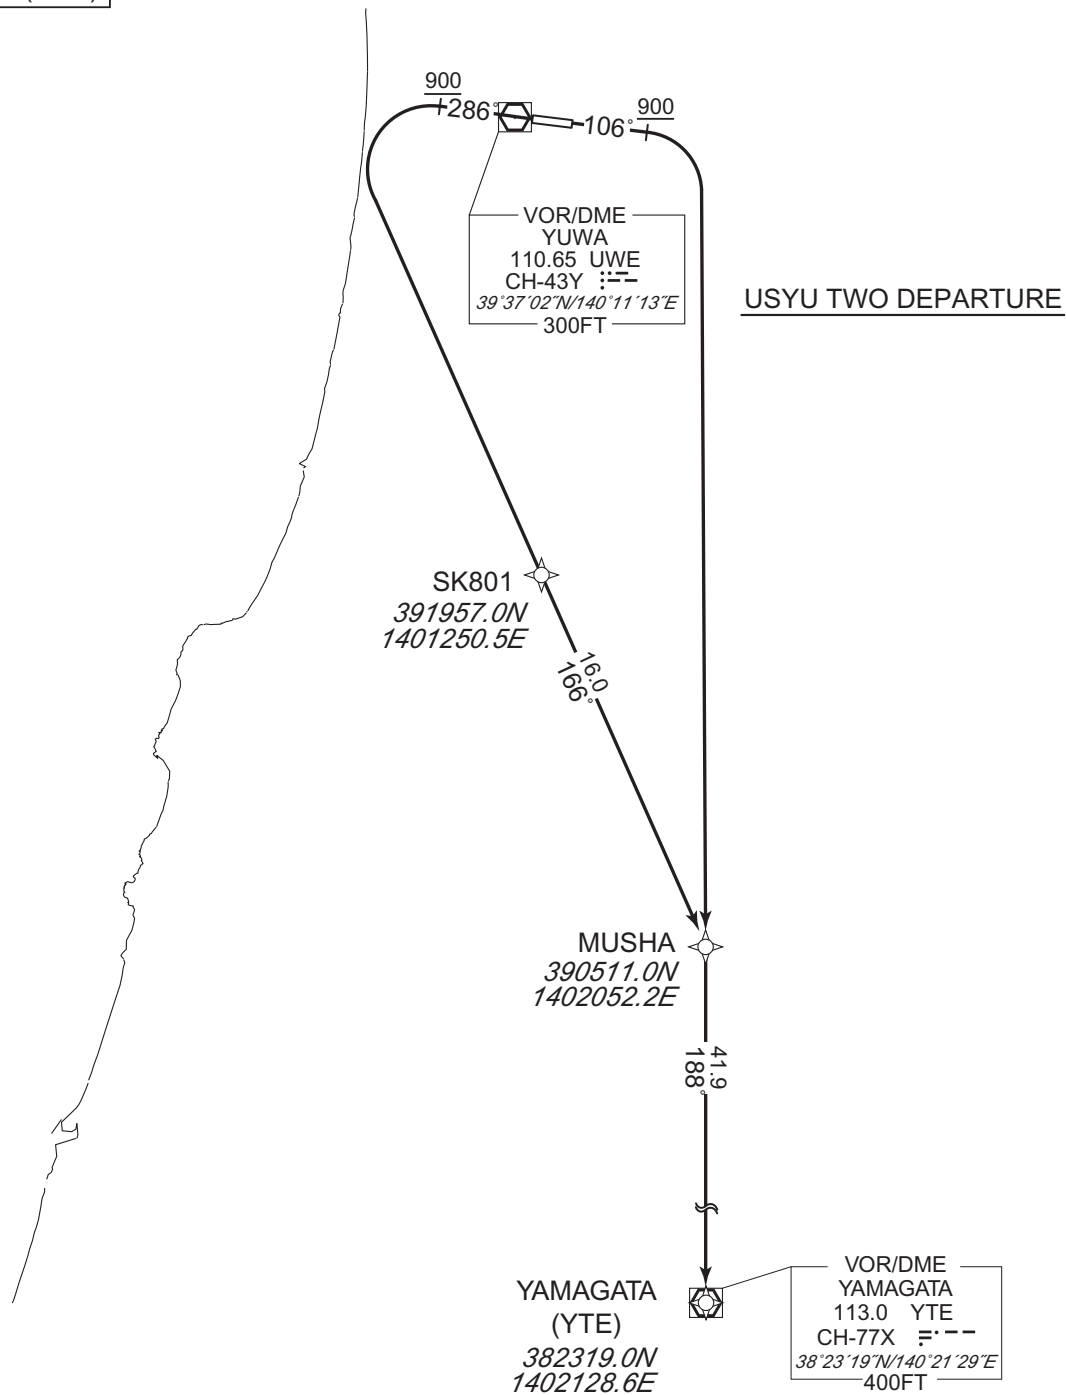 900
286°
106°
900
VOR/DME
YUWA
110.65 UWE
CH-43Y
39°37´02˝N/140°11´13˝E
300FT
USYU TWO DEPARTURE
SK801
391957.0N
1401250.5E
16.0
166°
MUSHA
390511.0N
1402052.2E
41.9
188°
YAMAGATA
(YTE)
382319.0N
1402128.6E
VOR/DME
YAMAGATA
113.0 YTE
CH-77X
38°23´19˝N/140°21´29˝E
400FT